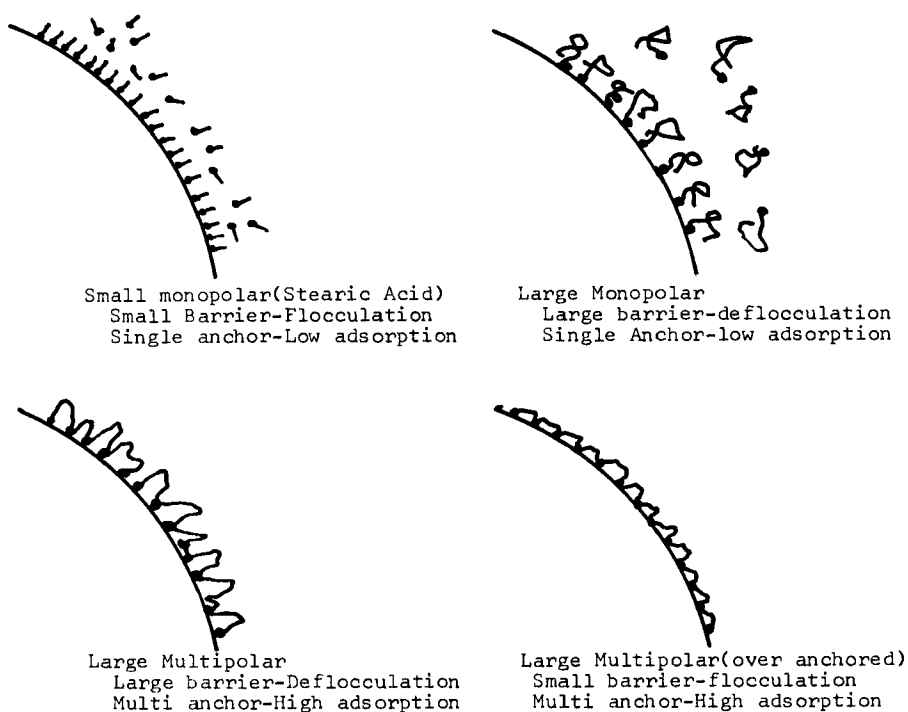 Small monopolar(Stearic Acid)
Small Barrier-Flocculation
Single anchor-Low adsorption
Large Monopolar
Large barrier-deflocculation
Single Anchor-low adsorption
Large Multipolar
Large barrier-Deflocculation
Multi anchor-High adsorption
Large Multipolar(over anchored)
Small barrier-flocculation
Multi anchor-High adsorption